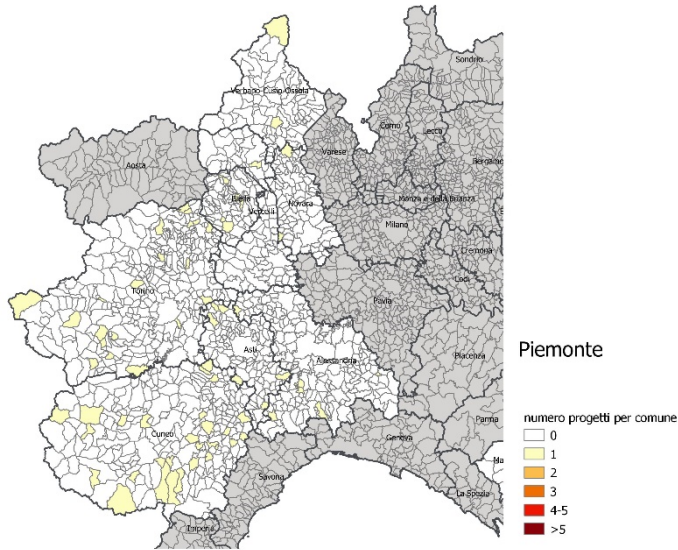 Sondrio
Verbano-Cusio-Ossola
Como
Lecco
Varese
Bergamo
Aosta
Biella
Vercelli
Novara
Monza e della Brianza
Milano
Cremona
Lodi
Torino
Pavia
Asti
Alessandria
Piacenza
Piemonte
Parma
Cuneo
Genova
Savona
La Spezia
Imperia
Ma
numero progetti per comune
0
1
2
3
4-5
>5